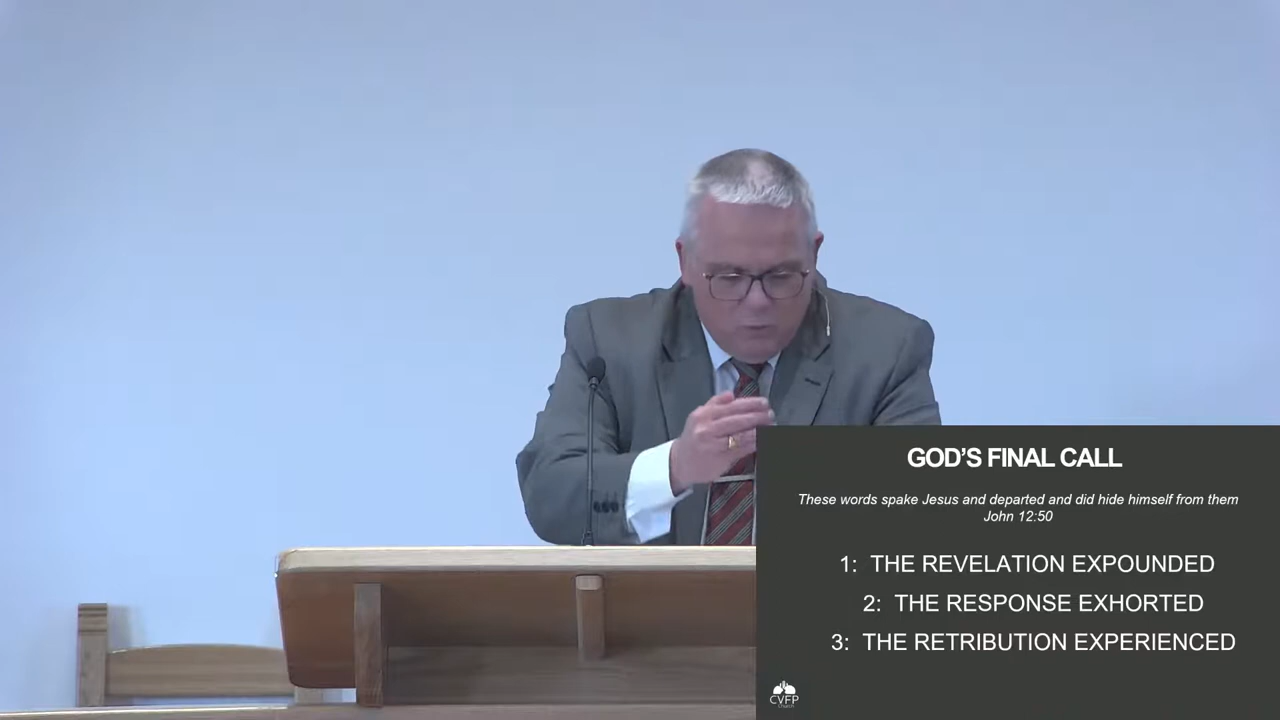 GOD'S FINAL CALL
These words spake Jesus and departed and did hide himself from them
John 12:50
1: THE REVELATION EXPOUNDED
2: THE RESPONSE EXHORTED
3: THE RETRIBUTION EXPERIENCED
CVFP
Church